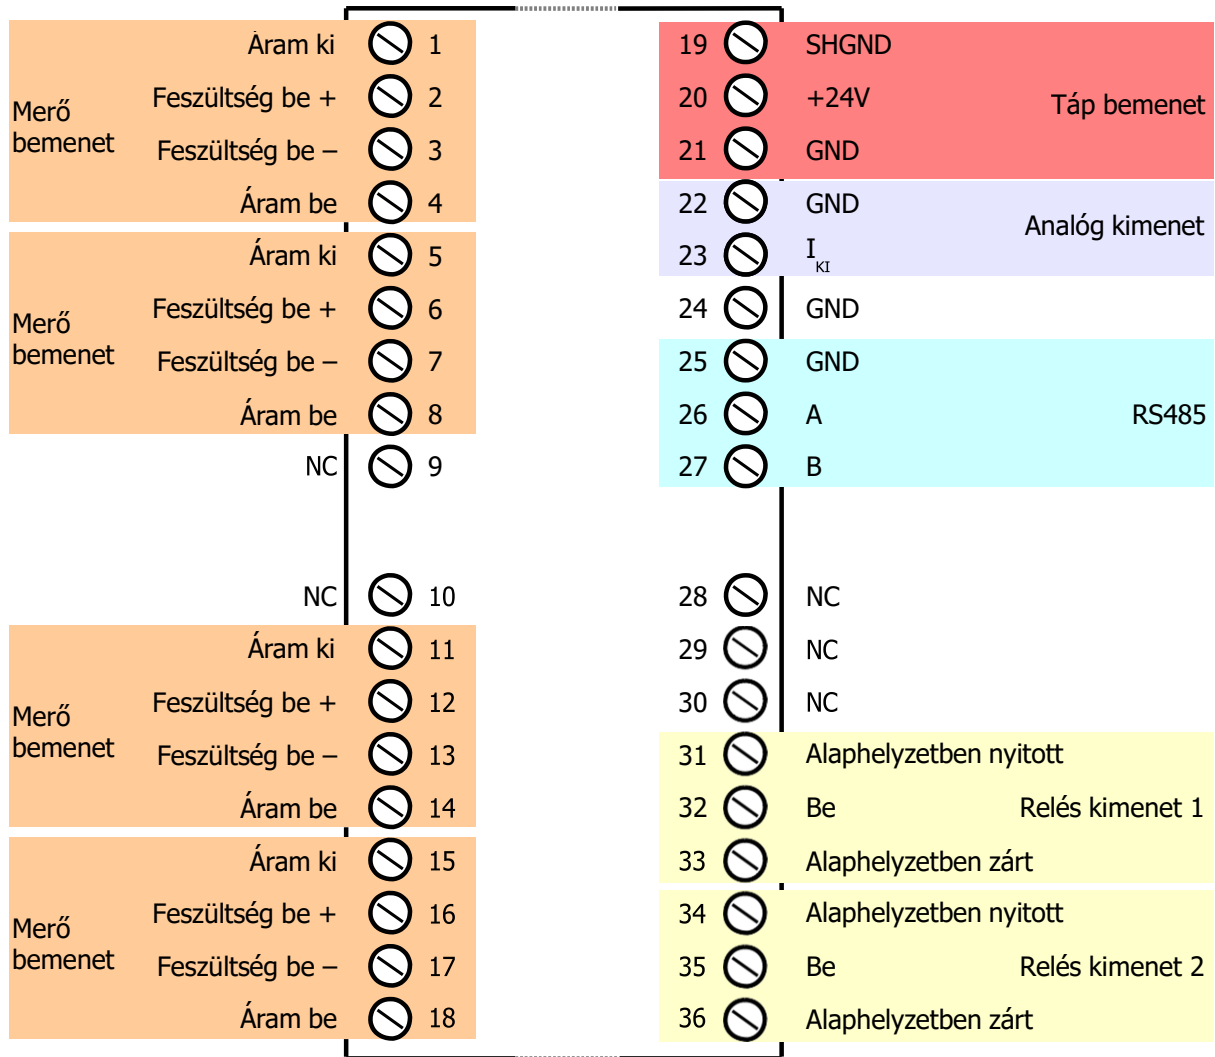 Áram ki 1
Feszültség be + 2
Merő
bemenet
Feszültség be – 3
Áram be 4
Áram ki 5
Feszültség be + 6
Merő
bemenet
Feszültség be – 7
Áram be 8
NC 9
NC 10
Áram ki 11
Feszültség be + 12
Merő
bemenet
Feszültség be – 13
Áram be 14
Áram ki 15
Feszültség be + 16
Merő
bemenet
Feszültség be – 17
Áram be 18
19 SHGND
20 +24V Táp bemenet
21 GND
22 GND
Analóg kimenet
23 IKI
24 GND
25 GND
26 A RS485
27 B
28 NC
29 NC
30 NC
31 Alaphelyzetben nyitott
32 Be Relés kimenet 1
33 Alaphelyzetben zárt
34 Alaphelyzetben nyitott
35 Be Relés kimenet 2
36 Alaphelyzetben zárt